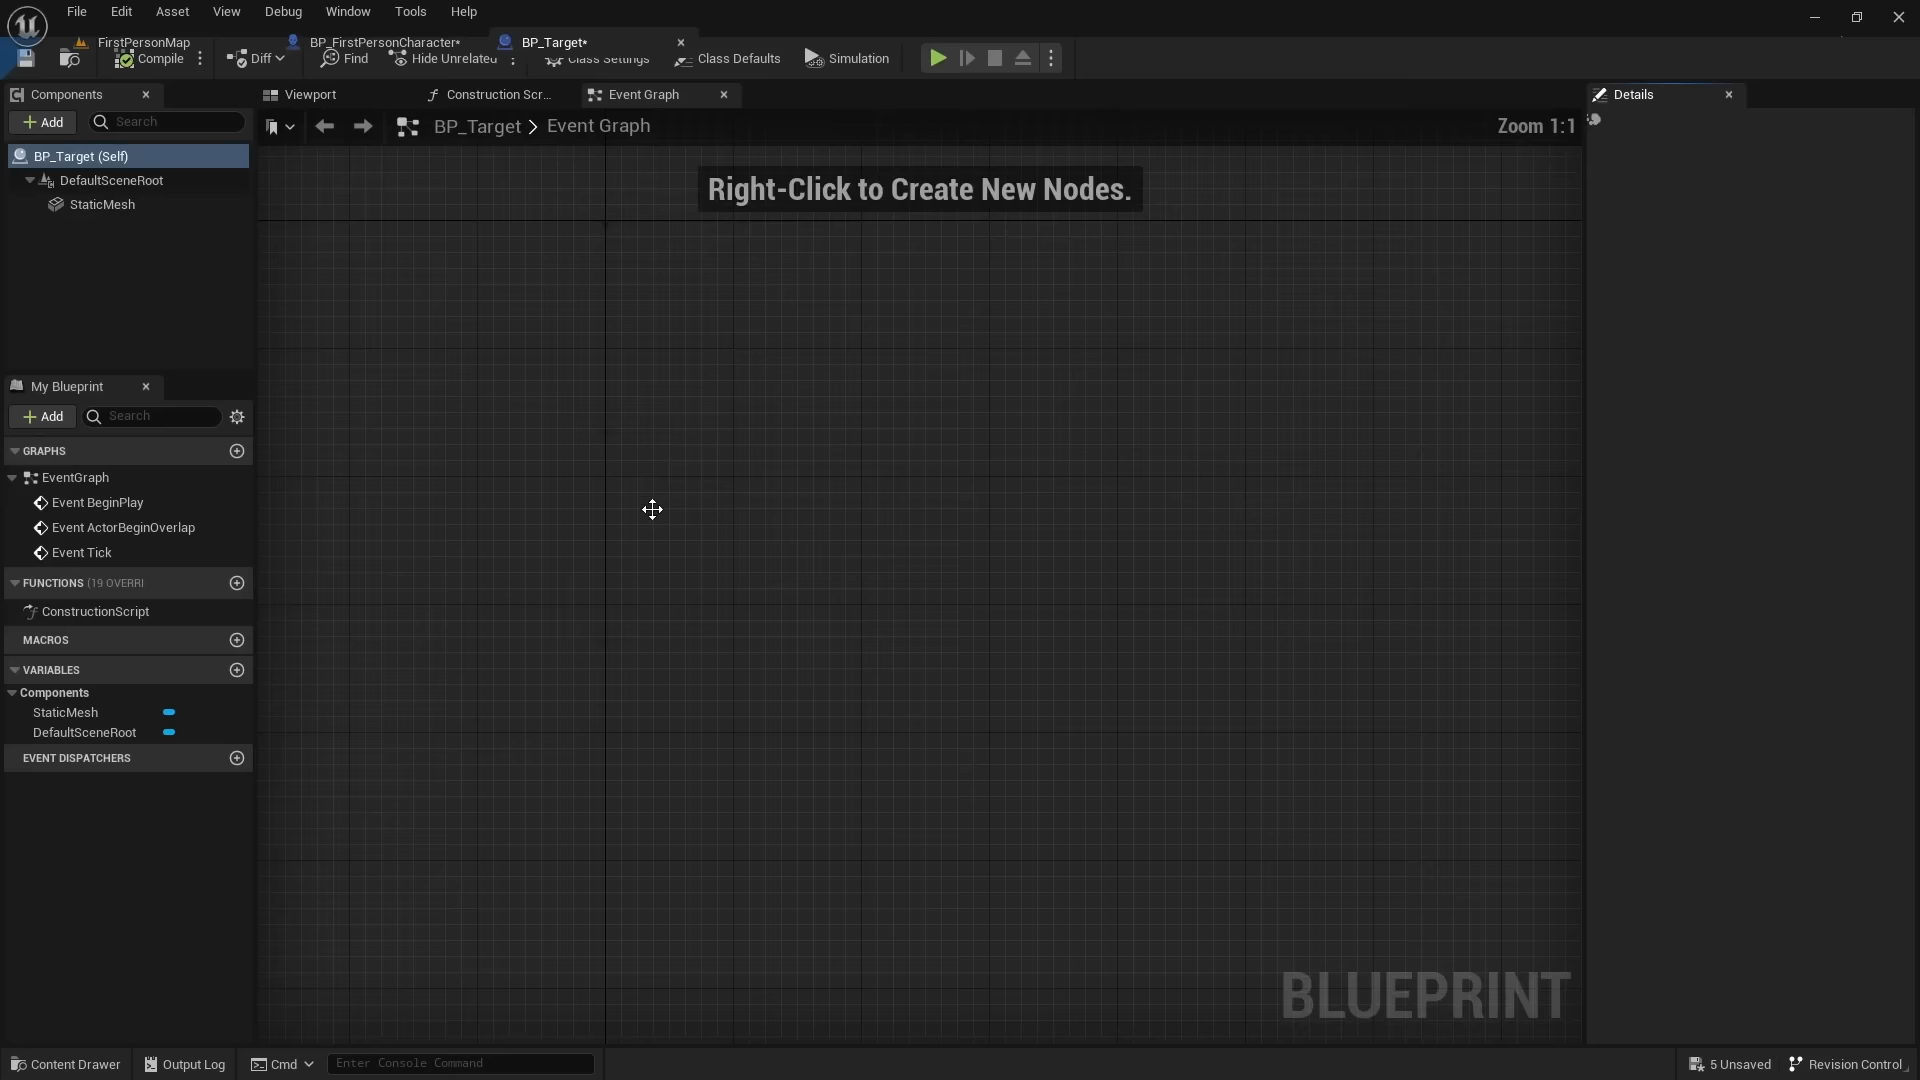 File Edit Asset View Debug Window Tools Help
FirstPersonMap BP_FirstPersonCharacter* BP_Target*
Compile Diff Find Hide Unrelated Class Settings Class Defaults Simulation
Components Viewport Construction Scr... Event Graph Details
Add Search BP_Target > Event Graph Zoom 1:1
BP_Target (Self)
DefaultSceneRoot
StaticMesh
Right-Click to Create New Nodes.
My Blueprint
Add Search
GRAPHS
EventGraph
Event BeginPlay
Event ActorBeginOverlap
Event Tick
FUNCTIONS (19 OVERRI
ConstructionScript
MACROS
VARIABLES
Components
StaticMesh
DefaultSceneRoot
EVENT DISPATCHERS
BLUEPRINT
Content Drawer Output Log Cmd Enter Console Command 5 Unsaved Revision Control